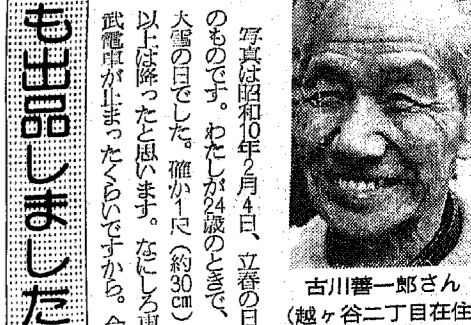 古川善一郎さん
(越ヶ谷二丁目在住
写真は昭和10年2月4日、立春の日
のものです。わたしが24歳のときで、
大雪の日でした。確か1尺(約30cm)
以上は降ったと思います。なにしろ東
武電車が止まったくらいですから。
も出品しました